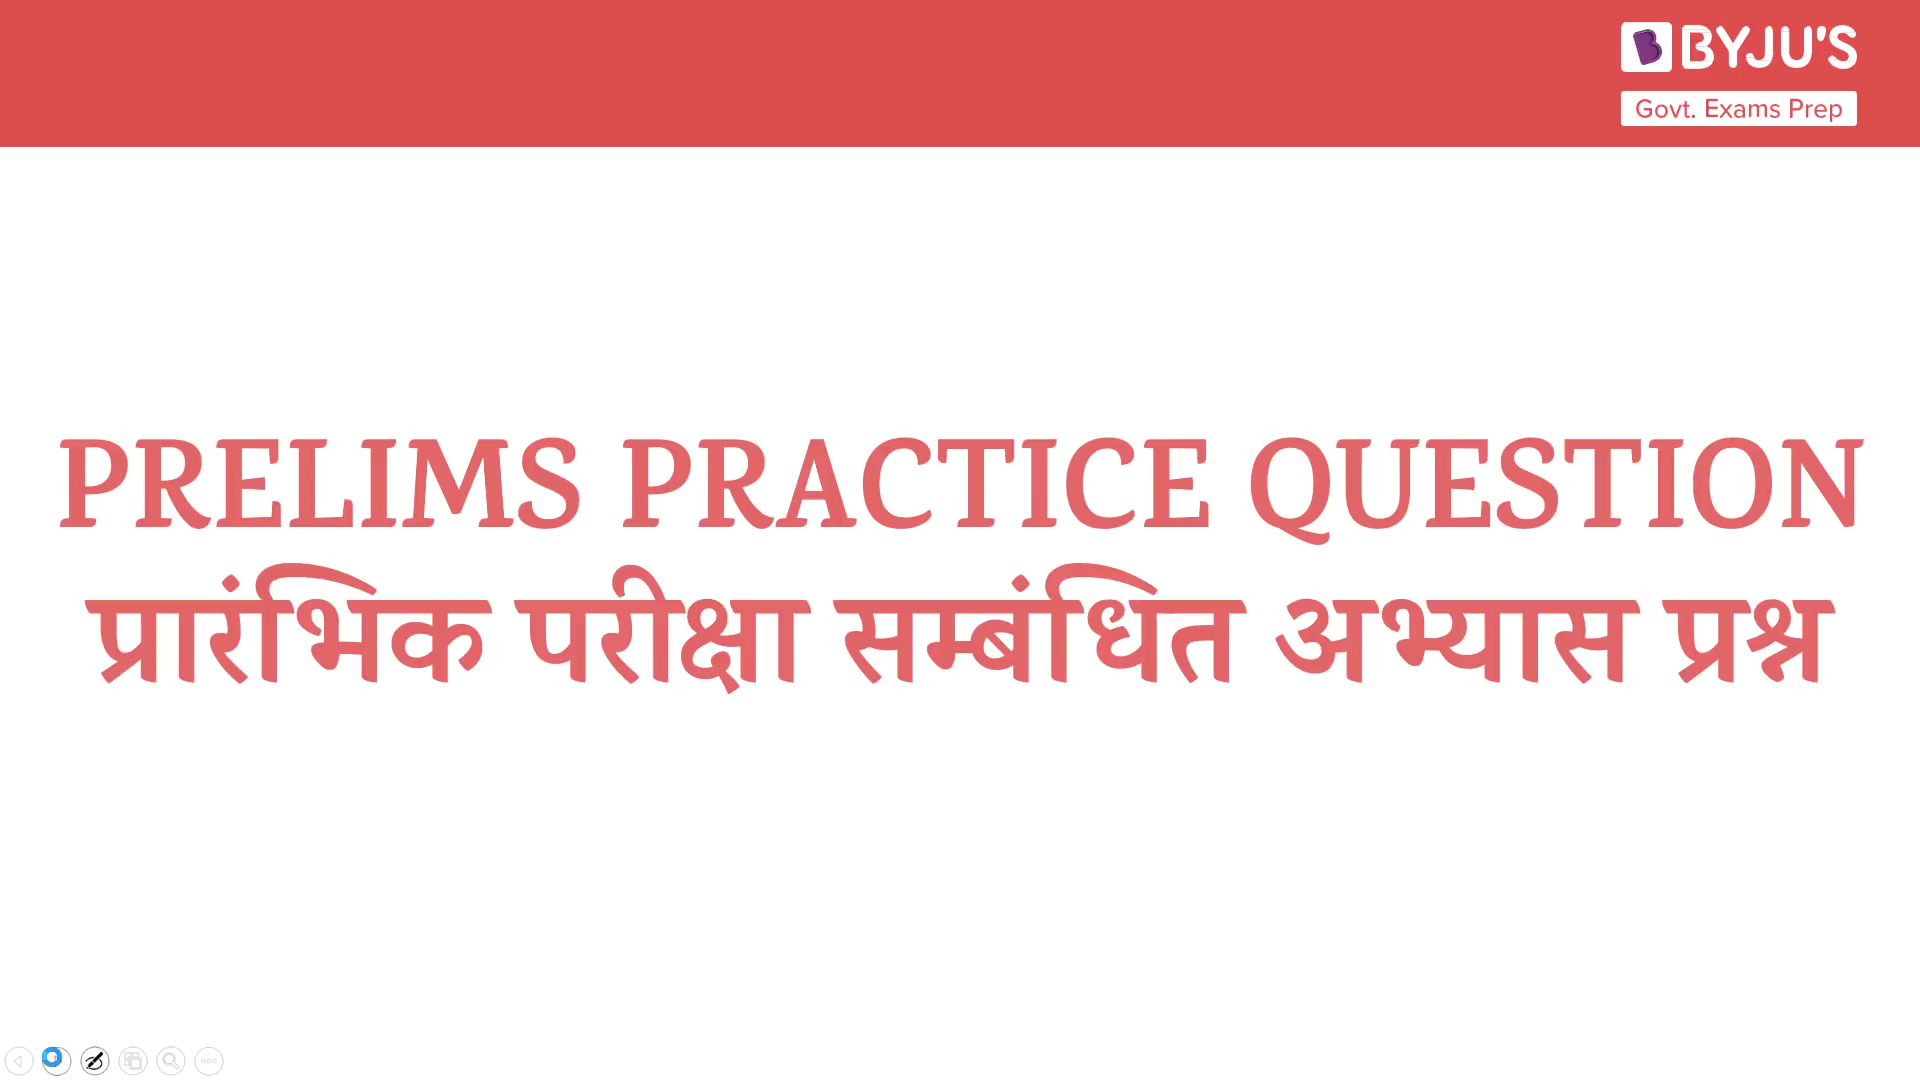 BYJU'S
Govt. Exams Prep
PRELIMS PRACTICE QUESTION
प्रारंभिक परीक्षा सम्बंधित अभ्यास प्रश्न